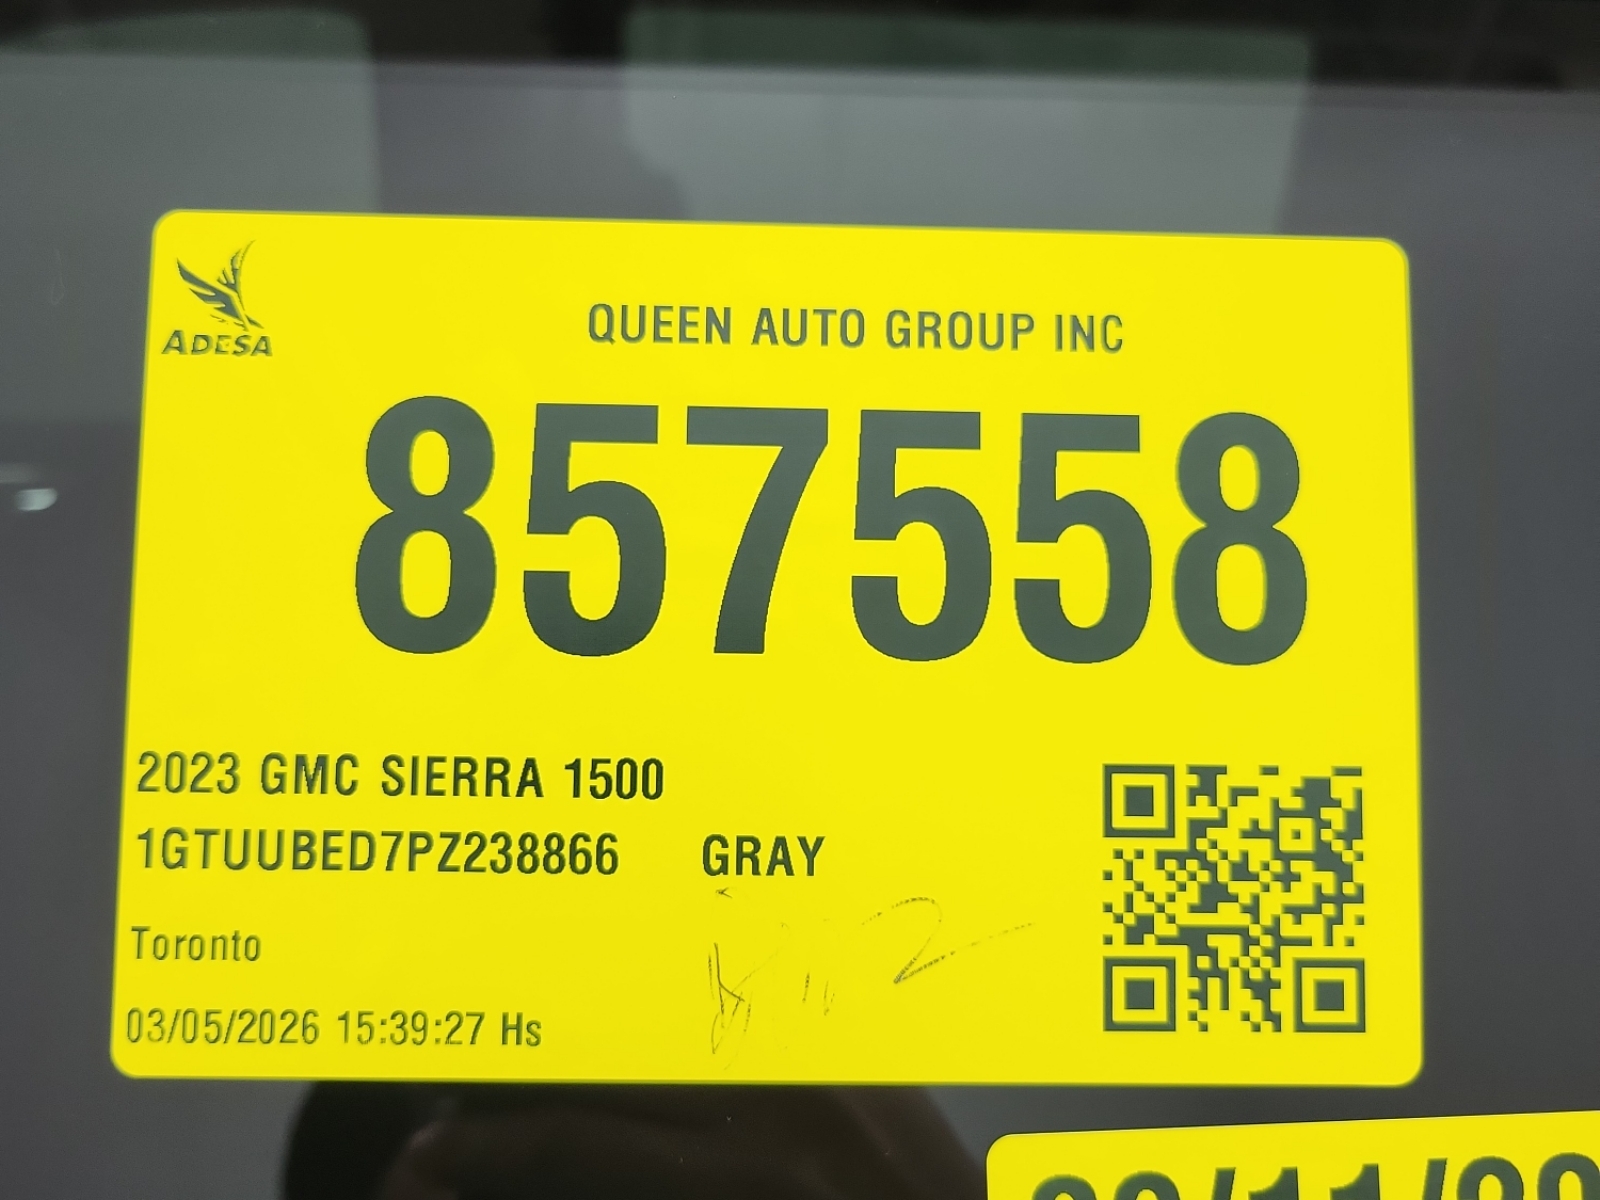 ADESA
QUEEN AUTO GROUP INC
857558
2023 GMC SIERRA 1500
1GTUUBED7PZ238866 GRAY
Toronto
03/05/2026 15:39:27 Hs